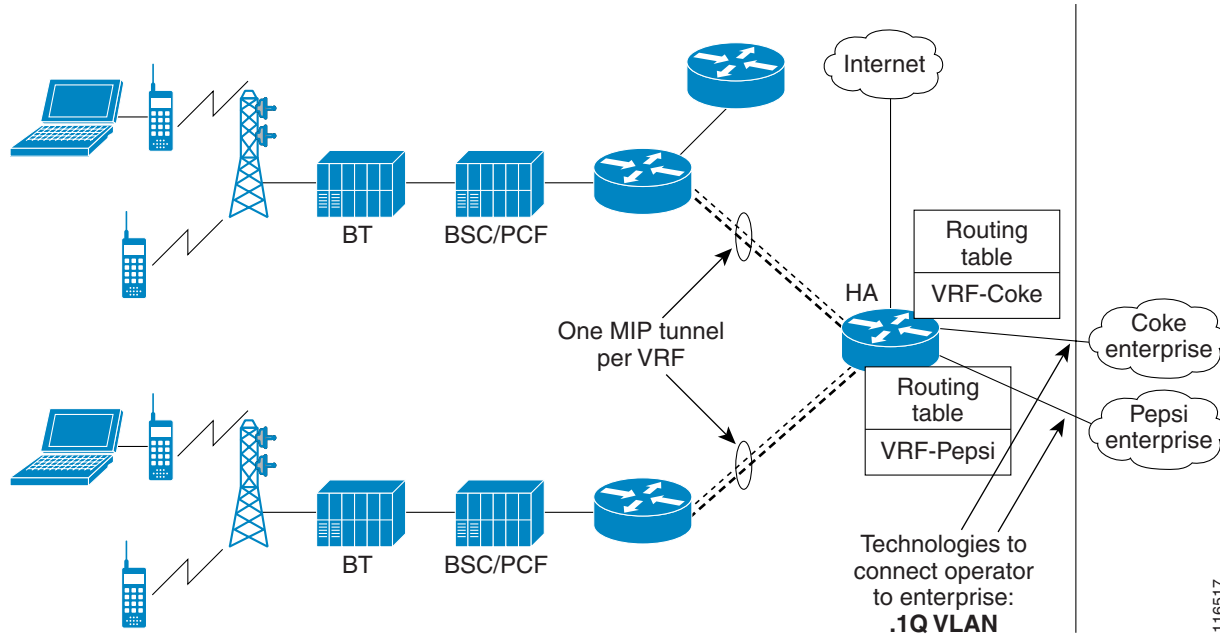 Internet
BT
BSC/PCF
Routing
table
VRF-Coke
HA
One MIP tunnel
per VRF
Coke
enterprise
Routing
table
VRF-Pepsi
Pepsi
enterprise
BT
BSC/PCF
Technologies to
connect operator
to enterprise:
.1Q VLAN
116517